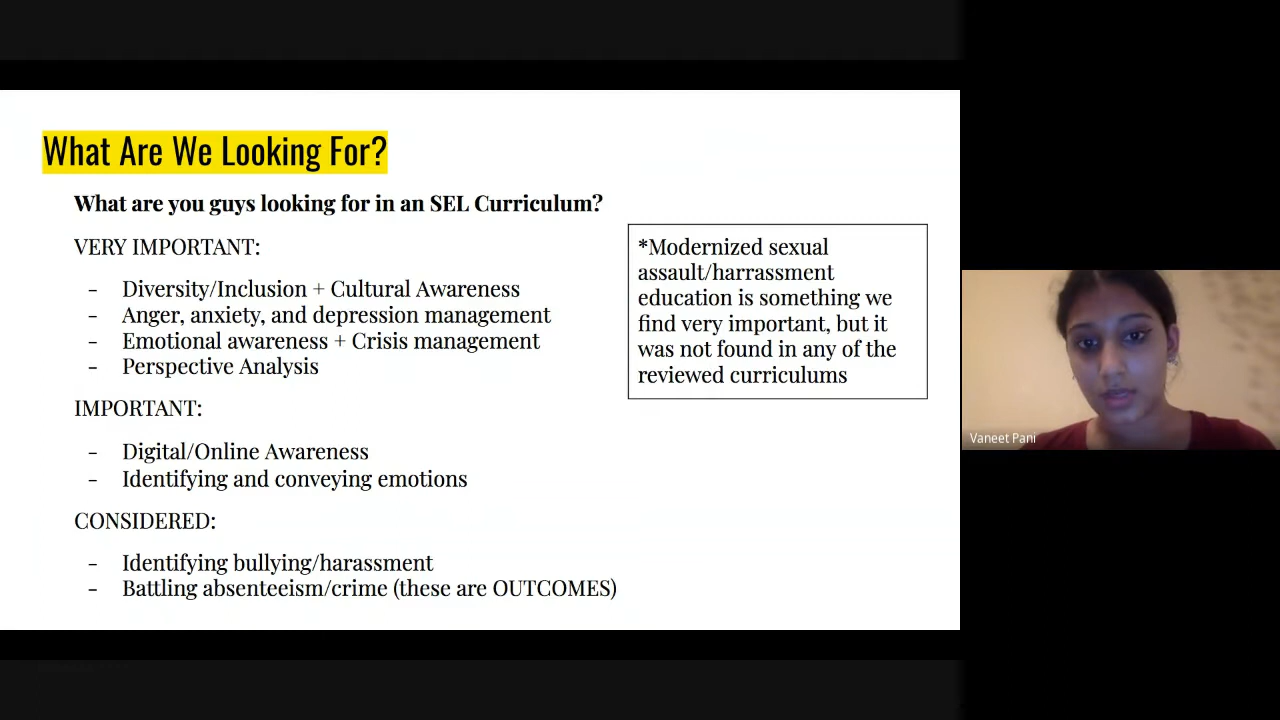 What Are We Looking For?
What are you guys looking for in an SEL Curriculum?
VERY IMPORTANT:
- Diversity/Inclusion + Cultural Awareness
- Anger, anxiety, and depression management
- Emotional awareness + Crisis management
- Perspective Analysis
IMPORTANT:
- Digital/Online Awareness
- Identifying and conveying emotions
CONSIDERED:
- Identifying bullying/harassment
- Battling absenteeism/crime (these are OUTCOMES)
*Modernized sexual
assault/harrassment
education is something we
find very important, but it
was not found in any of the
reviewed curriculums
Vaneet Pani